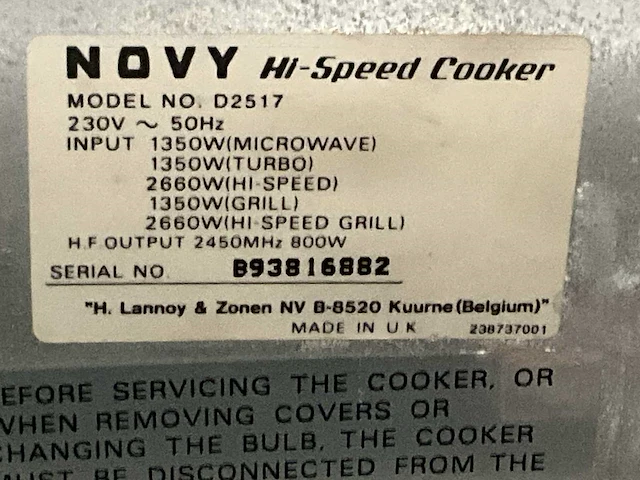 NOVY Hi-Speed Cooker
MODEL NO. D2517
230V ~ 50Hz
INPUT 1350W(MICROWAVE)
1350W(TURBO)
2660W(HI-SPEED)
1350W(GRILL)
2660W(HI-SPEED GRILL)
H.F OUTPUT 2450MHz 800W
SERIAL NO. B93816882
"H. Lannoy & Zonen NV B-8520 Kuurne (Belgium)"
MADE IN U K 238737001
EFORE SERVICING THE COOKER, OR
WHEN REMOVING COVERS OR
CHANGING THE BULB, THE COOKER
MUST BE DISCONNECTED FROM THE